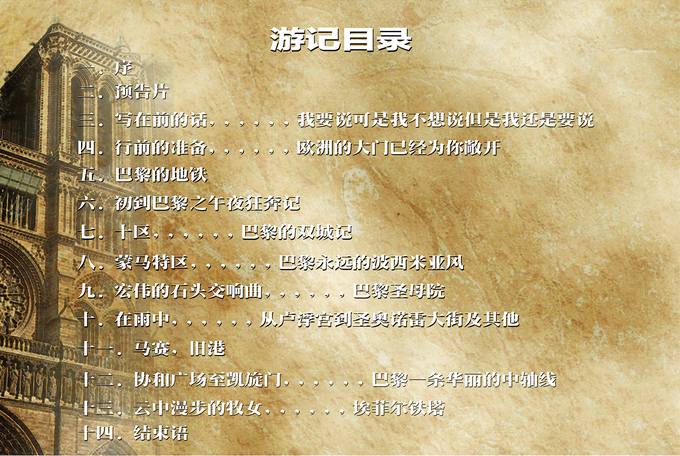 游记目录
一．序
二．预告片
三．写在前的话，．．．．．我要说可是我不想说但是我还是要说
四．行前的准备，．．．．．欧洲的大门已经为你敞开
五．巴黎的地铁
六．初到巴黎之午夜狂奔记
七．十区，．．．．．巴黎的双城记
八．蒙马特区，．．．．．巴黎永远的波西米亚风
九．宏伟的石头交响曲，．．．．．巴黎圣母院
十．在雨中，．．．．．从卢浮宫到圣奥诺雷大街及其他
十一．马赛，旧港
十二．协和广场至凯旋门，．．．．．巴黎一条华丽的中轴线
十三．云中漫步的牧女，．．．．．埃菲尔铁塔
十四．结束语